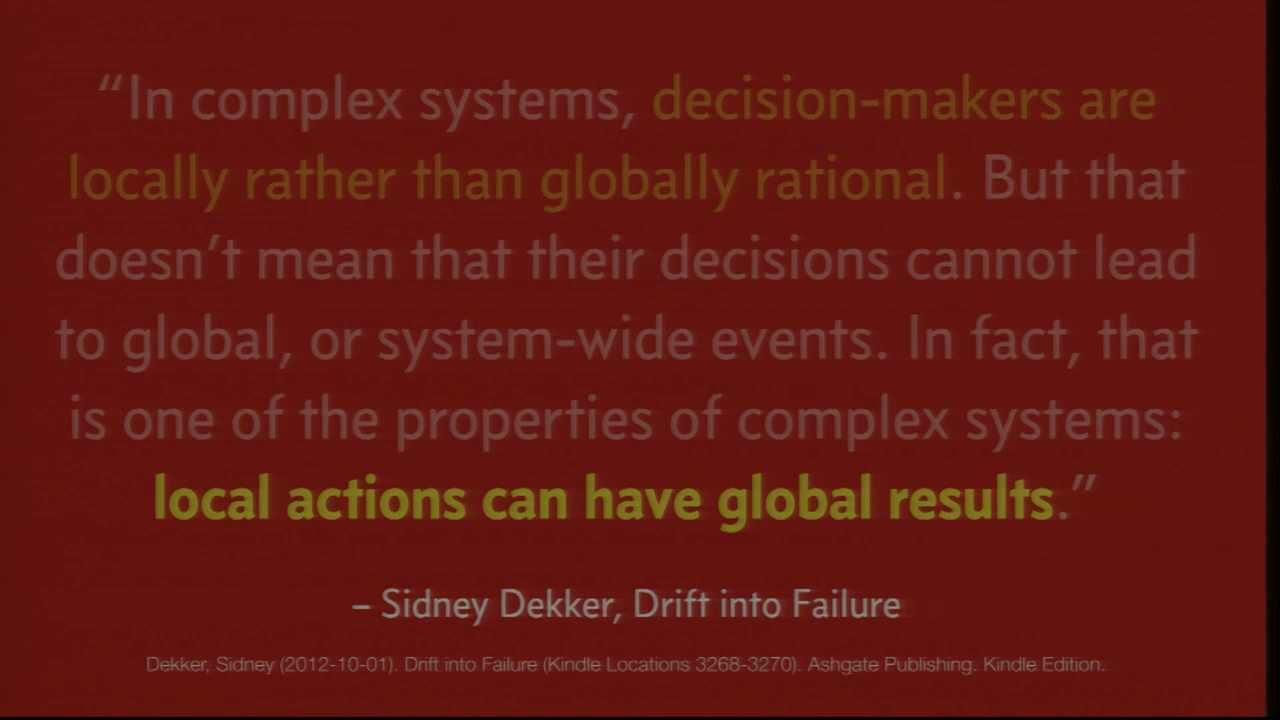 “In complex systems, decision-makers are
locally rather than globally rational. But that
doesn’t mean that their decisions cannot lead
to global, or system-wide events. In fact, that
is one of the properties of complex systems:
local actions can have global results.”
– Sidney Dekker, Drift into Failure
Dekker, Sidney (2012-10-01). Drift into Failure (Kindle Locations 3268-3270). Ashgate Publishing. Kindle Edition.